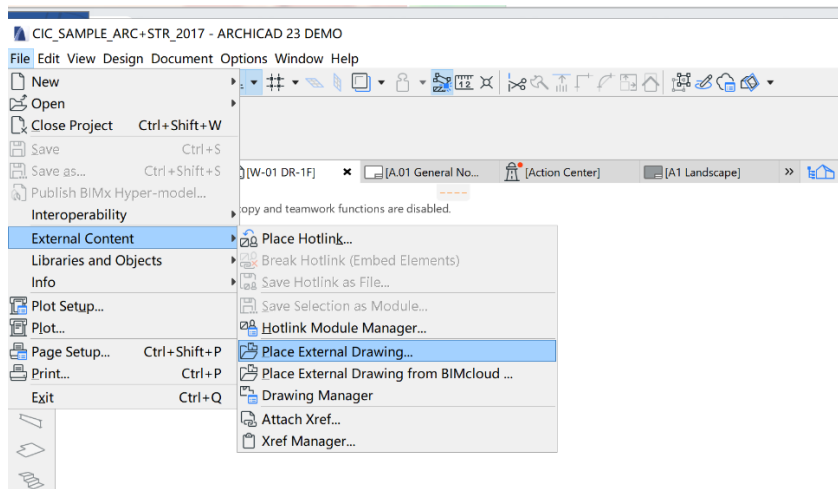 CIC_SAMPLE_ARC+STR_2017 - ARCHICAD 23 DEMO
File Edit View Design Document Options Window Help
New
Open
Close Project Ctrl+Shift+W
Save Ctrl+S
Save as... Ctrl+Shift+S
Publish BIMx Hyper-model...
Interoperability
External Content
Libraries and Objects
Info
Plot Setup...
Plot...
Page Setup... Ctrl+Shift+P
Print... Ctrl+P
Exit Ctrl+Q
[W-01 DR-1F] [A.01 General No... [Action Center] [A1 Landscape]
opy and teamwork functions are disabled.
Place Hotlink...
Break Hotlink (Embed Elements)
Save Hotlink as File...
Save Selection as Module...
Hotlink Module Manager...
Place External Drawing...
Place External Drawing from BIMcloud ...
Drawing Manager
Attach Xref...
Xref Manager...